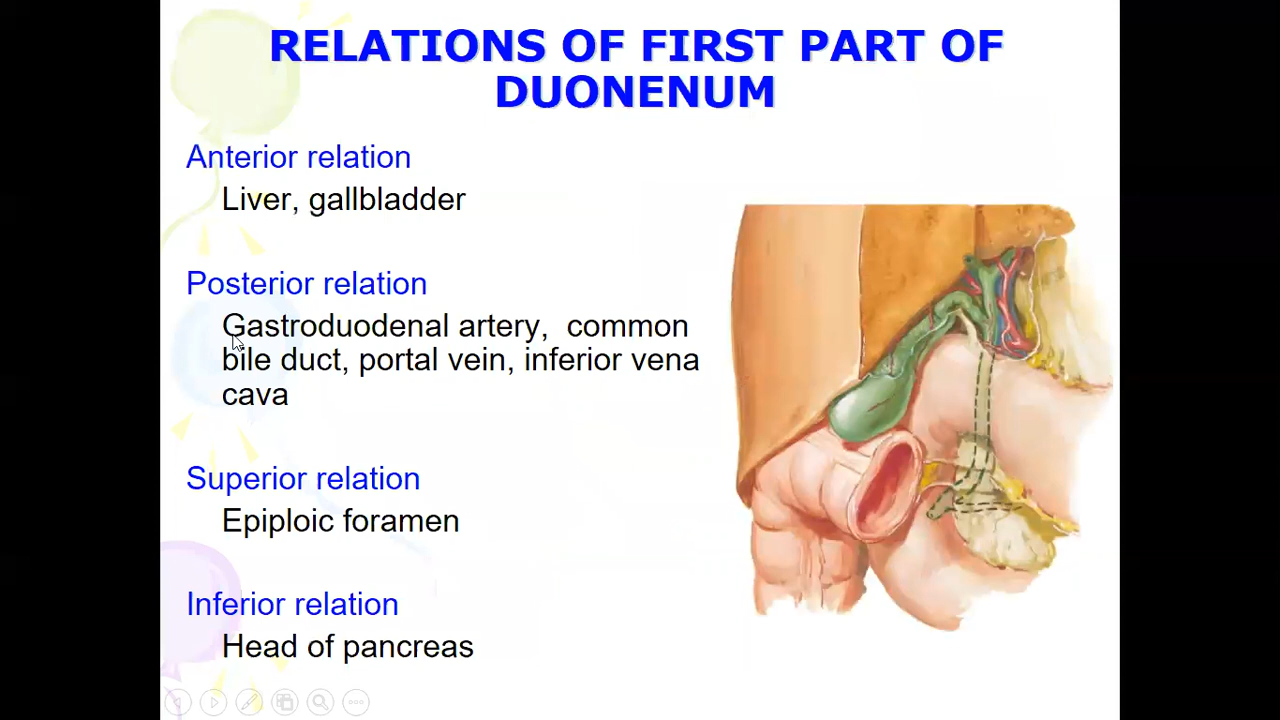 RELATIONS OF FIRST PART OF
DUONENUM
Anterior relation
Liver, gallbladder
Posterior relation
Gastroduodenal artery,  common
bile duct, portal vein, inferior vena
cava
Superior relation
Epiploic foramen
Inferior relation
Head of pancreas